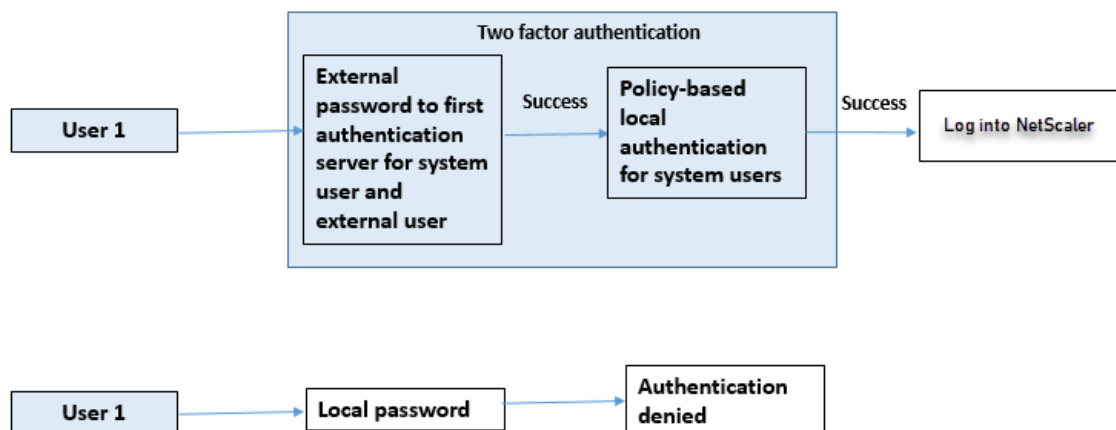 Two factor authentication
User 1
External
password to first
authentication
server for system
user and
external user
Success
Policy-based
local
authentication
for system users
Success
Log into NetScaler
User 1
Local password
Authentication
denied